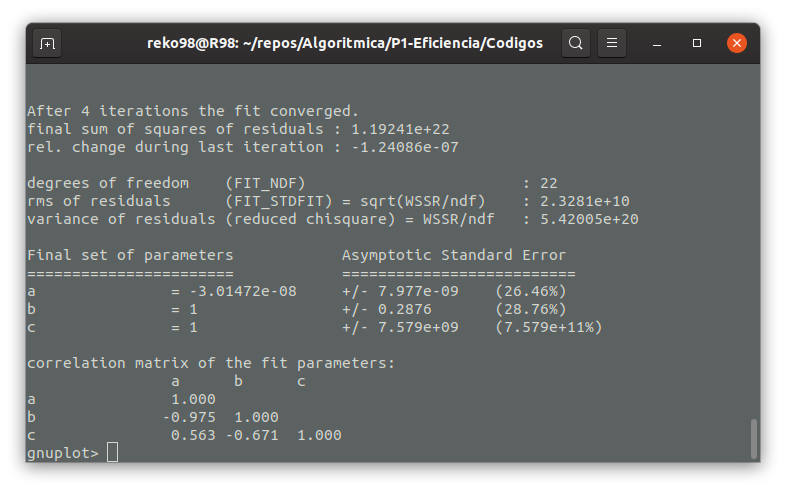 reko98@R98: ~/repos/Algoritmica/P1-Eficiencia/Codigos
After 4 iterations the fit converged.
final sum of squares of residuals : 1.19241e+22
rel. change during last iteration : -1.24086e-07
degrees of freedom    (FIT_NDF)                        : 22
rms of residuals      (FIT_STDFIT) = sqrt(WSSR/ndf)    : 2.3281e+10
variance of residuals (reduced chisquare) = WSSR/ndf   : 5.42005e+20
Final set of parameters            Asymptotic Standard Error
=======================            ==========================
a               = -3.01472e-08     +/- 7.977e-09    (26.46%)
b               = 1                +/- 0.2876       (28.76%)
c               = 1                +/- 7.579e+09    (7.579e+11%)
correlation matrix of the fit parameters:
                a      b      c
a               1.000
b              -0.975  1.000
c               0.563 -0.671  1.000
gnuplot>